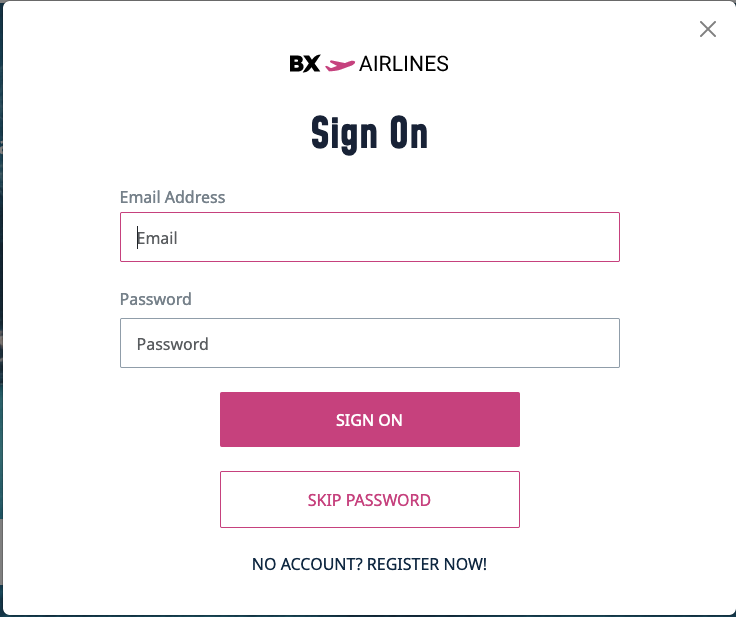 BX AIRLINES
Sign On
Email Address
Email
Password
Password
SIGN ON
SKIP PASSWORD
NO ACCOUNT? REGISTER NOW!